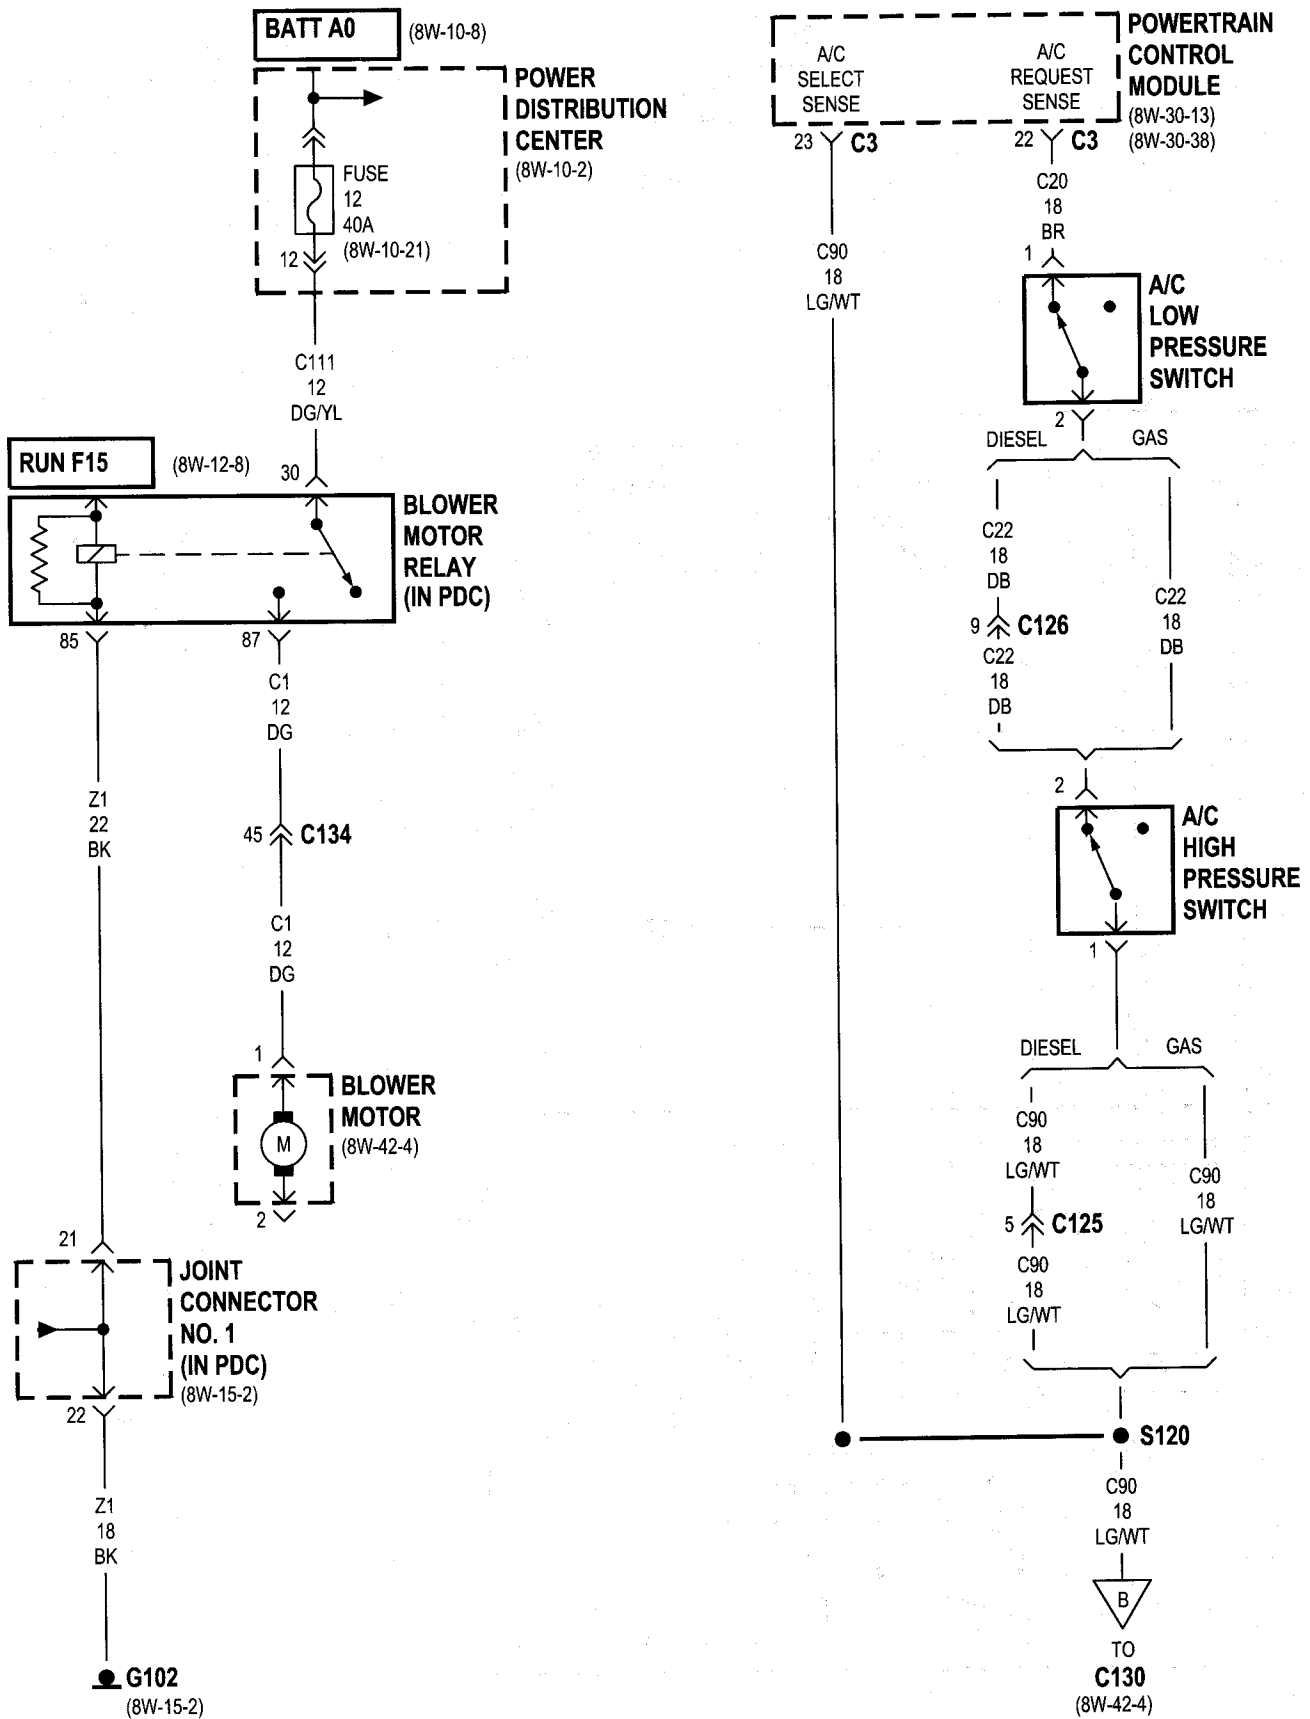 BATT A0
(8W-10-8)
POWER
DISTRIBUTION
CENTER
(8W-10-2)
FUSE
12
40A
(8W-10-21)
12
C111
12
DG/YL
RUN F15
(8W-12-8)
30
BLOWER
MOTOR
RELAY
(IN PDC)
85
87
C1
12
DG
Z1
22
BK
45
C134
C1
12
DG
1
BLOWER
MOTOR
(8W-42-4)
M
2
21
JOINT
CONNECTOR
NO. 1
(IN PDC)
(8W-15-2)
22
Z1
18
BK
G102
(8W-15-2)
POWERTRAIN
CONTROL
MODULE
(8W-30-13)
(8W-30-38)
A/C
SELECT
SENSE
A/C
REQUEST
SENSE
23
C3
22
C3
C90
18
LG/WT
C20
18
BR
1
A/C
LOW
PRESSURE
SWITCH
2
DIESEL
GAS
C22
18
DB
9
C126
C22
18
DB
C22
18
DB
2
A/C
HIGH
PRESSURE
SWITCH
1
DIESEL
GAS
C90
18
LG/WT
5
C125
C90
18
LG/WT
C90
18
LG/WT
S120
C90
18
LG/WT
B
TO
C130
(8W-42-4)